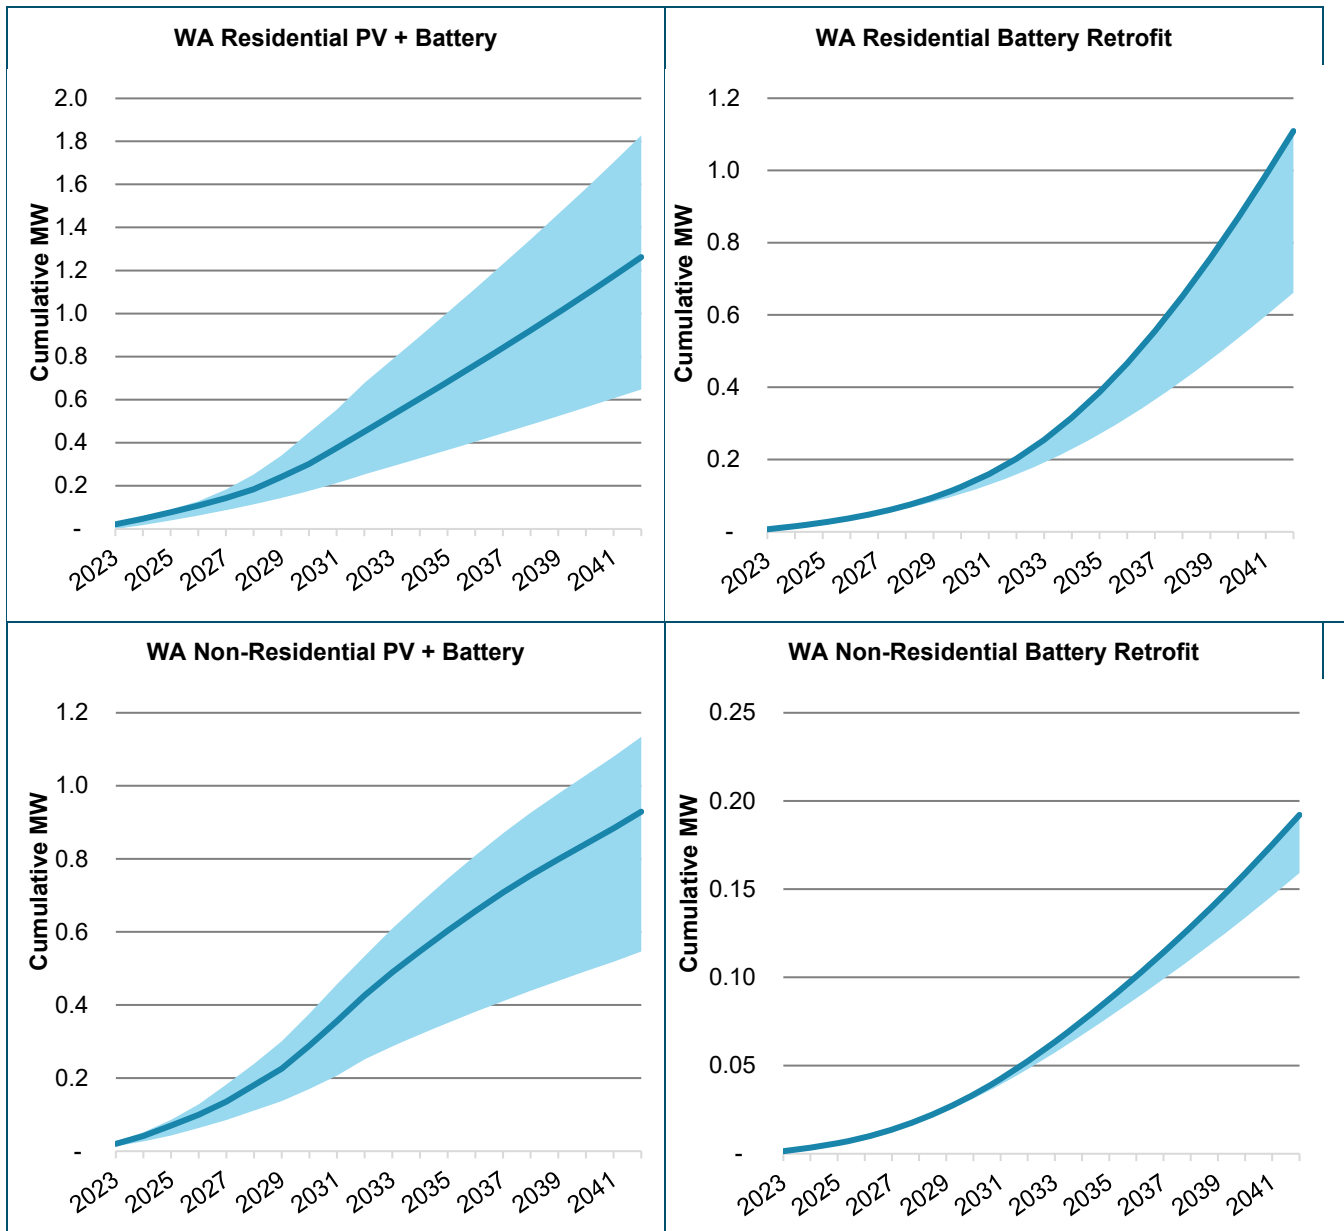 WA Residential PV + Battery
Cumulative MW
2.0
1.8
1.6
1.4
1.2
1.0
0.8
0.6
0.4
0.2
-
2023 2025 2027 2029 2031 2033 2035 2037 2039 2041
WA Residential Battery Retrofit
Cumulative MW
1.2
1.0
0.8
0.6
0.4
0.2
-
2023 2025 2027 2029 2031 2033 2035 2037 2039 2041
WA Non-Residential PV + Battery
Cumulative MW
1.2
1.0
0.8
0.6
0.4
0.2
-
2023 2025 2027 2029 2031 2033 2035 2037 2039 2041
WA Non-Residential Battery Retrofit
Cumulative MW
0.25
0.20
0.15
0.10
0.05
-
2023 2025 2027 2029 2031 2033 2035 2037 2039 2041